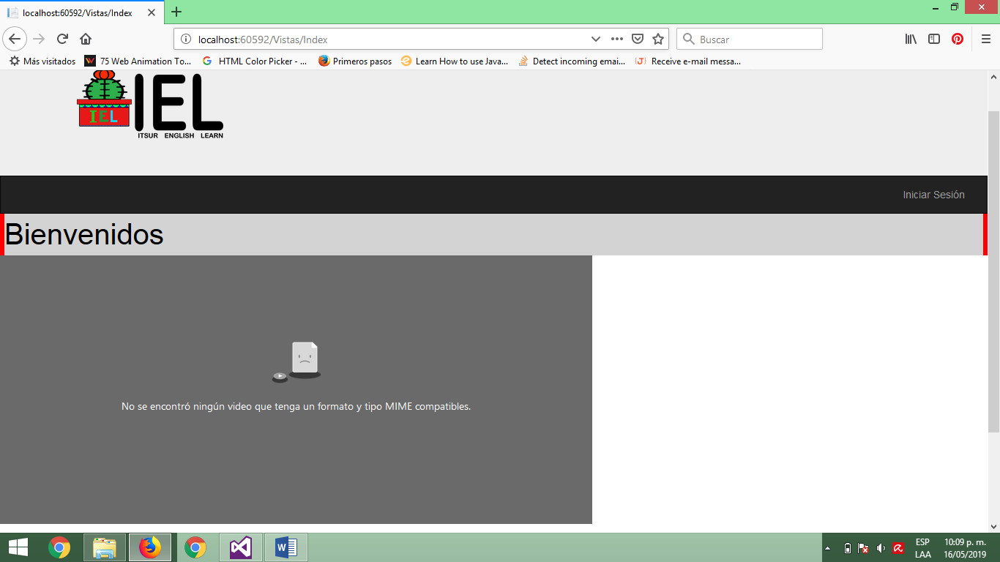 localhost:60592/Vistas/Index
localhost:60592/Vistas/Index
Buscar
Más visitados
75 Web Animation To...
HTML Color Picker - ...
Primeros pasos
Learn How to use Java...
Detect incoming emai...
Receive e-mail messa...
IEL
IEL
ITSUR ENGLISH LEARN
Iniciar Sesión
Bienvenidos
No se encontró ningún video que tenga un formato y tipo MIME compatibles.
ESP
LAA
10:09 p. m.
16/05/2019